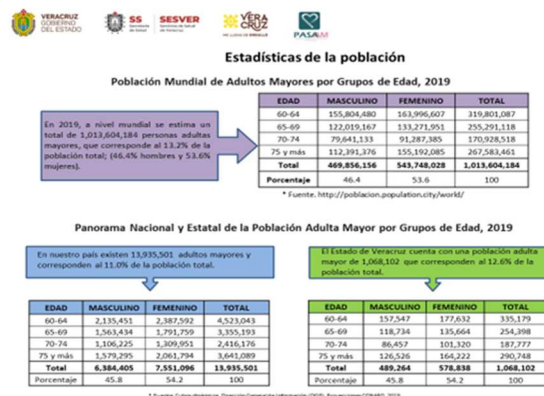 VERACRUZ
GOBIERNO
DEL ESTADO
SS
Secretaría
de Salud
SESVER
Servicios de Salud
de Veracruz
VERA
CRUZ
ME LLENA DE ORGULLO
PASAM
Estadísticas de la población
Población Mundial de Adultos Mayores por Grupos de Edad, 2019
En 2019, a nivel mundial se estima un
total de 1,013,604,184 personas adultas
mayores, que corresponde al 13.2% de la
población total; (46.4% hombres y 53.6%
mujeres).
EDAD MASCULINO FEMENINO TOTAL
60-64 155,804,480 163,996,607 319,801,087
65-69 122,019,167 133,271,951 255,291,118
70-74 79,641,133 91,287,385 170,928,518
75 y más 112,391,376 155,192,085 267,583,461
Total 469,856,156 543,748,028 1,013,604,184
Porcentaje 46.4 53.6 100
* Fuente. http://poblacion.population.city/world/
Panorama Nacional y Estatal de la Población Adulta Mayor por Grupos de Edad, 2019
En nuestro país existen 13,935,501 adultos mayores y
corresponden al 11.0% de la población total.
El Estado de Veracruz cuenta con una población adulta
mayor de 1,068,102 que corresponden al 12.6% de la
población total.
EDAD MASCULINO FEMENINO TOTAL
60-64 2,135,451 2,387,592 4,523,043
65-69 1,563,434 1,791,759 3,355,193
70-74 1,106,225 1,309,951 2,416,176
75 y más 1,579,295 2,061,794 3,641,089
Total 6,384,405 7,551,096 13,935,501
Porcentaje 45.8 54.2 100
EDAD MASCULINO FEMENINO TOTAL
60-64 157,547 177,632 335,179
65-69 118,734 135,664 254,398
70-74 86,457 101,320 187,777
75 y más 126,526 164,222 290,748
Total 489,264 578,838 1,068,102
Porcentaje 45.8 54.2 100